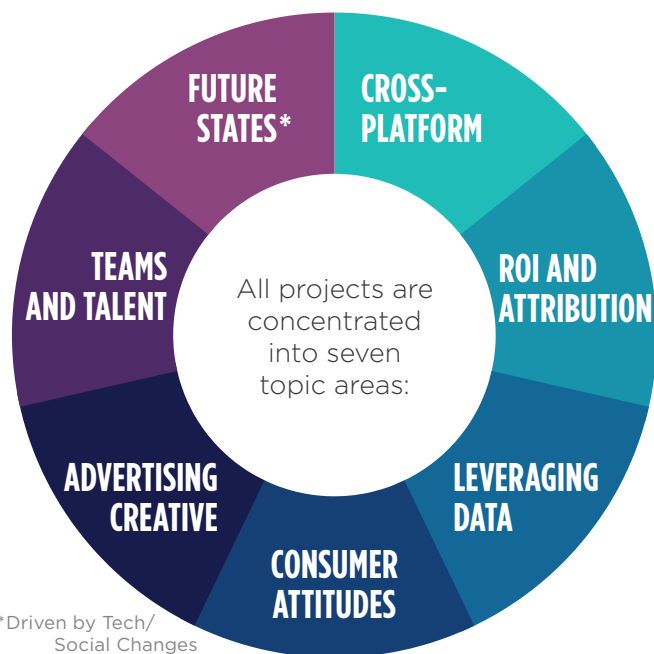 FUTURE
STATES*
CROSS-
PLATFORM
TEAMS
AND TALENT
All projects are
concentrated
into seven
topic areas:
ROI AND
ATTRIBUTION
ADVERTISING
CREATIVE
LEVERAGING
DATA
CONSUMER
ATTITUDES
*Driven by Tech/
Social Changes